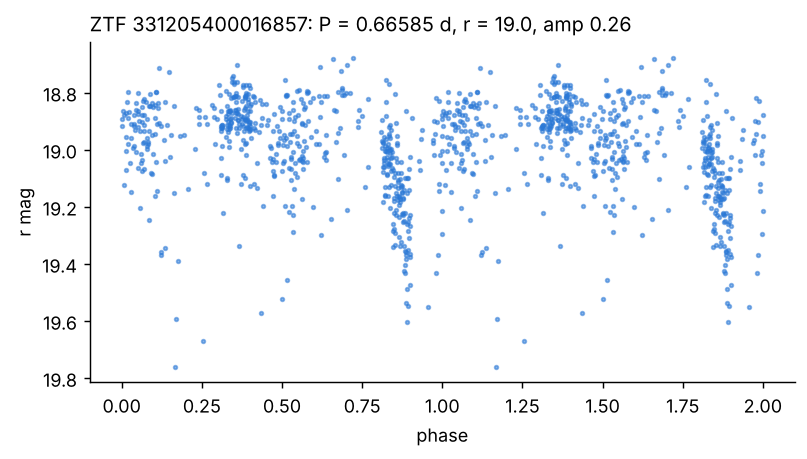 ZTF 331205400016857: P = 0.66585 d, r = 19.0, amp 0.26
18.8
19.0
19.2
19.4
19.6
19.8
r mag
0.00 0.25 0.50 0.75 1.00 1.25 1.50 1.75 2.00
phase